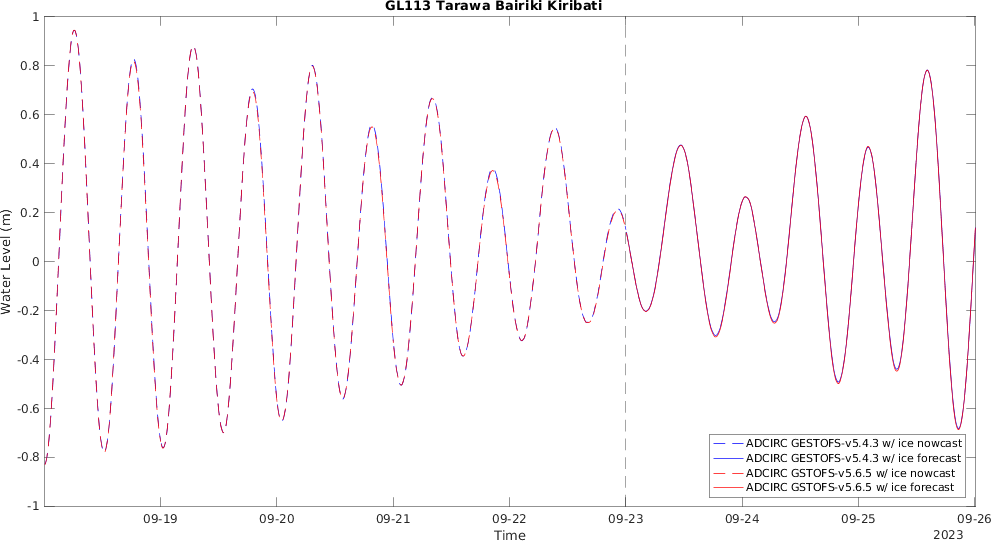 GL113 Tarawa Bairiki Kiribati
1
0.8
0.6
0.4
0.2
0
-0.2
-0.4
-0.6
-0.8
-1
Water Level (m)
ADCIRC GESTOFS-v5.4.3 w/ ice nowcast
ADCIRC GESTOFS-v5.4.3 w/ ice forecast
ADCIRC GSTOFS-v5.6.5 w/ ice nowcast
ADCIRC GSTOFS-v5.6.5 w/ ice forecast
09-19 09-20 09-21 09-22 09-23 09-24 09-25 09-26
Time 2023